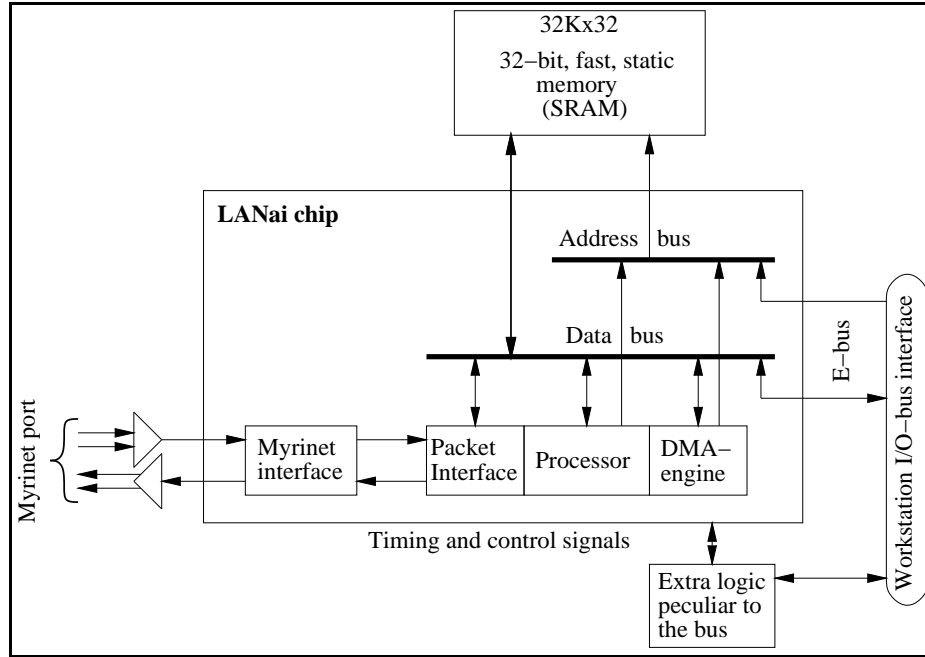 32Kx32
32−bit, fast, static
memory
(SRAM)
LANai chip
Address bus
Data bus
E−bus
Workstation I/O−bus interface
Myrinet port
Myrinet
interface
Packet
Interface
Processor
DMA−
engine
Timing and control signals
Extra logic
peculiar to
the bus